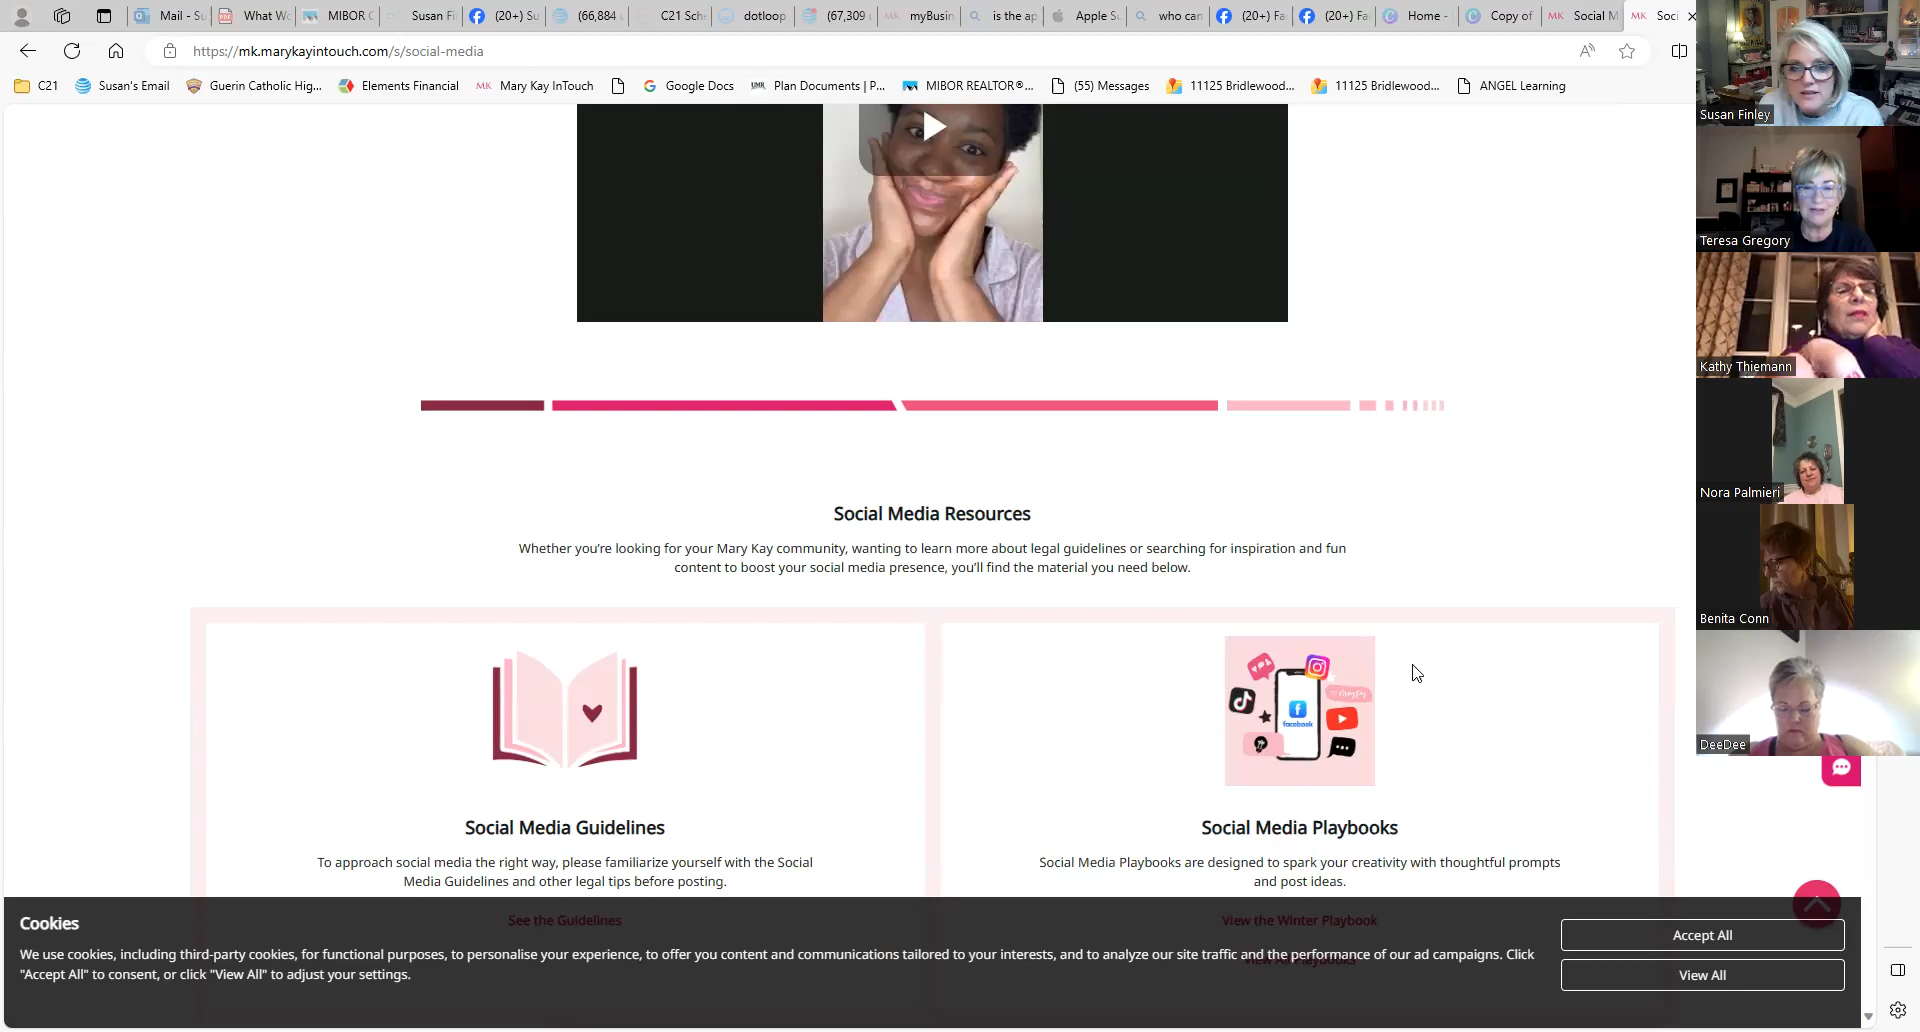 Mail - Su
What Wo
MIBOR C
Susan Fi
(20+) Su
(66,884 u
C21 Sch
dotloop
(67,309 u
MK myBusin
is the ap
Apple Su
who can
(20+) Fa
(20+) Fa
Home -
Copy of
MK Social M
MK Soci
https://mk.marykayintouch.com/s/social-media
C21
Susan's Email
Guerin Catholic Hig...
Elements Financial
MK Mary Kay InTouch
Google Docs
UMR Plan Documents | P...
MIBOR REALTOR®...
(55) Messages
11125 Bridlewood...
11125 Bridlewood...
ANGEL Learning
Susan Finley
Teresa Gregory
Kathy Thiemann
Nora Palmieri
Benita Conn
DeeDee
Social Media Resources
Whether you're looking for your Mary Kay community, wanting to learn more about legal guidelines or searching for inspiration and fun
content to boost your social media presence, you'll find the material you need below.
facebook
Social Media Guidelines
To approach social media the right way, please familiarize yourself with the Social
Media Guidelines and other legal tips before posting.
See the Guidelines
Social Media Playbooks
Social Media Playbooks are designed to spark your creativity with thoughtful prompts
and post ideas.
View the Winter Playbook
View All Playbooks
Cookies
We use cookies, including third-party cookies, for functional purposes, to personalise your experience, to offer you content and communications tailored to your interests, and to analyze our site traffic and the performance of our ad campaigns. Click
"Accept All" to consent, or click "View All" to adjust your settings.
Accept All
View All